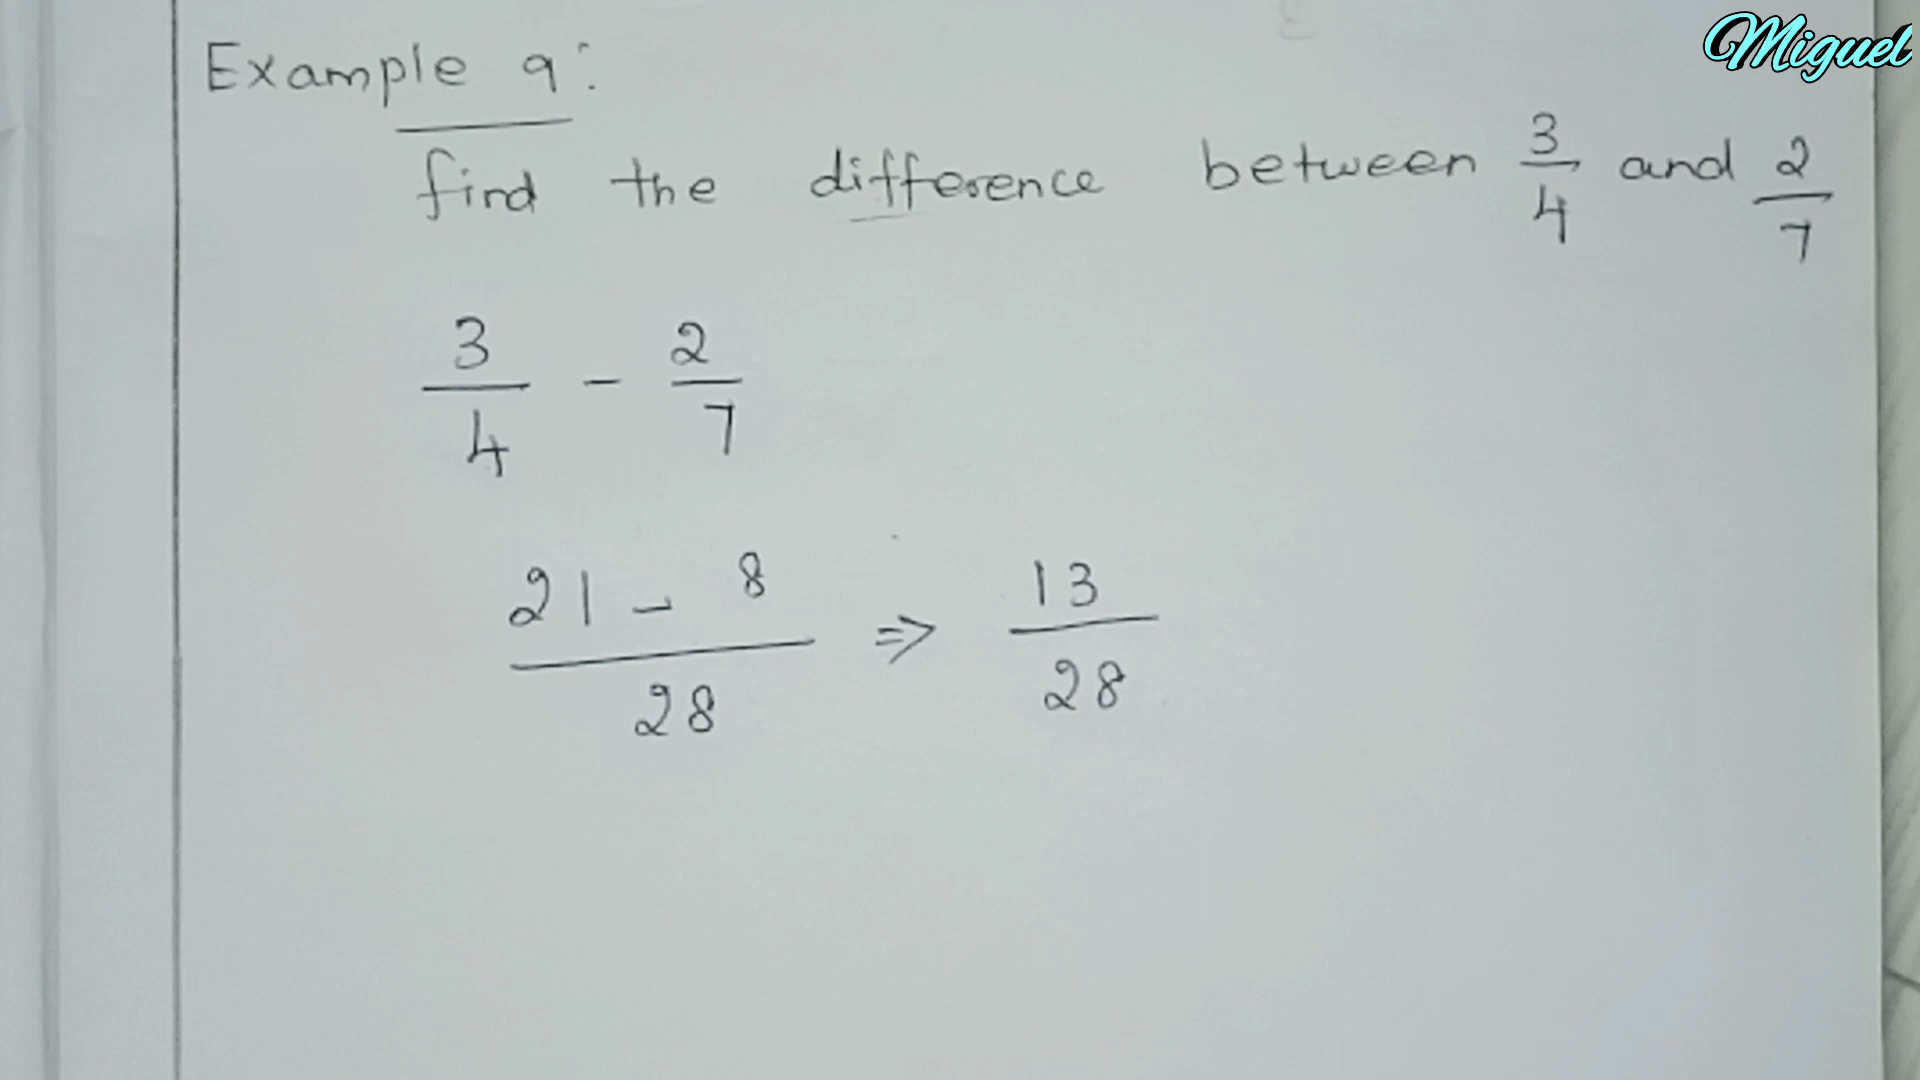 Miguel
Example 9:
find the difference between 3/4 and 2/7
3/4 - 2/7
21 - 8 / 28 => 13/28